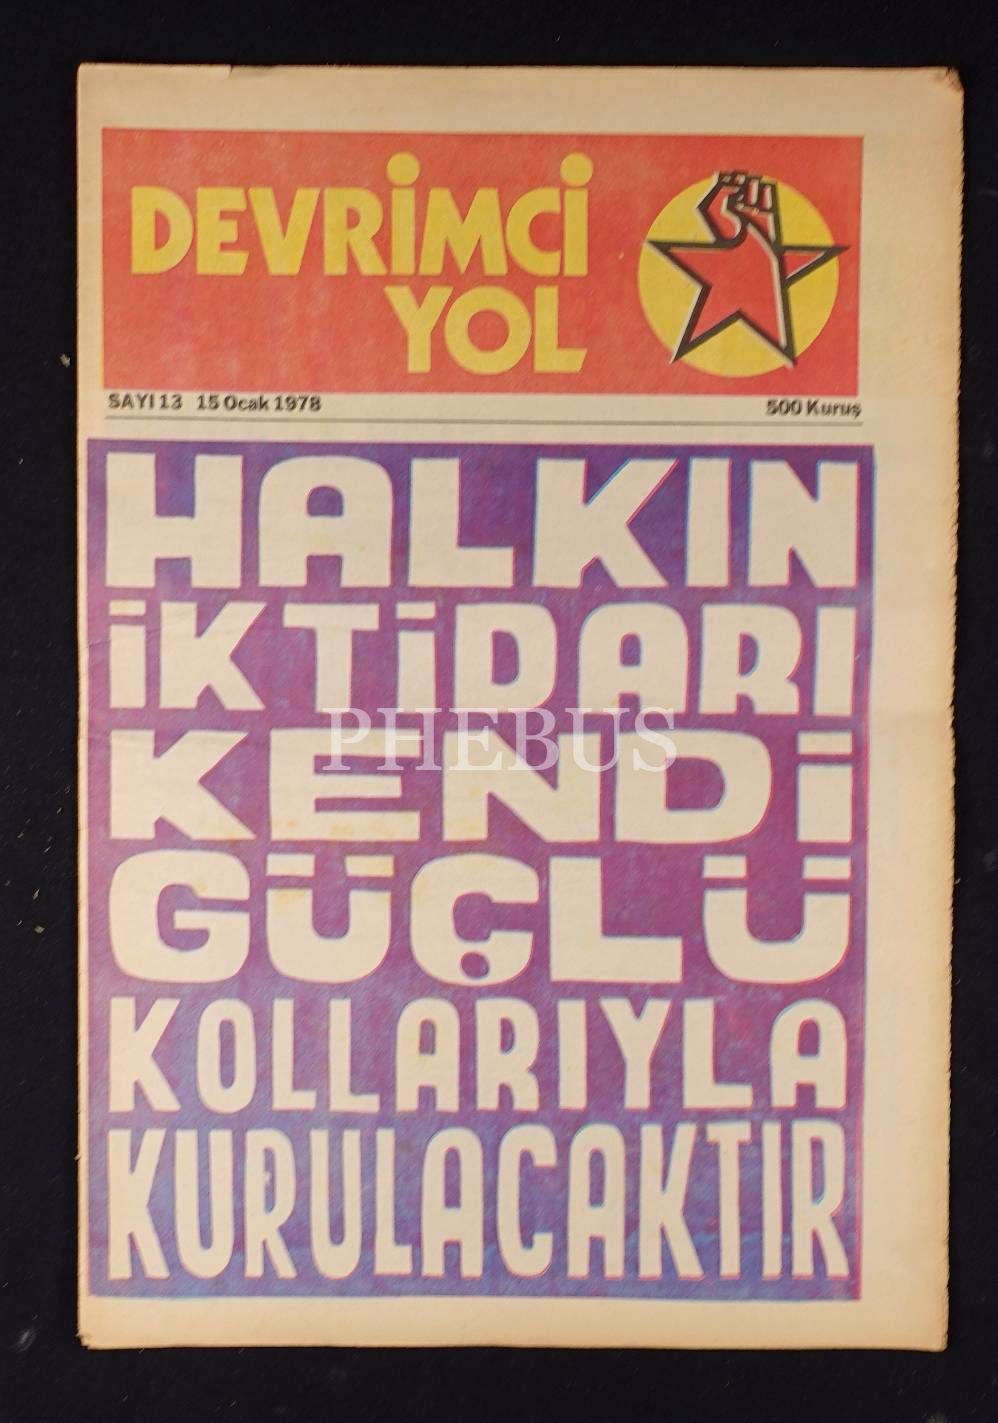 DEVRİMCİ
YOL
SAYI 13 15 Ocak 1978 500 Kuruş
HALKIN
İKTİDARI
KENDİ
GÜÇLÜ
KOLLARIYLA
KURULACAKTIR
PHEBUS